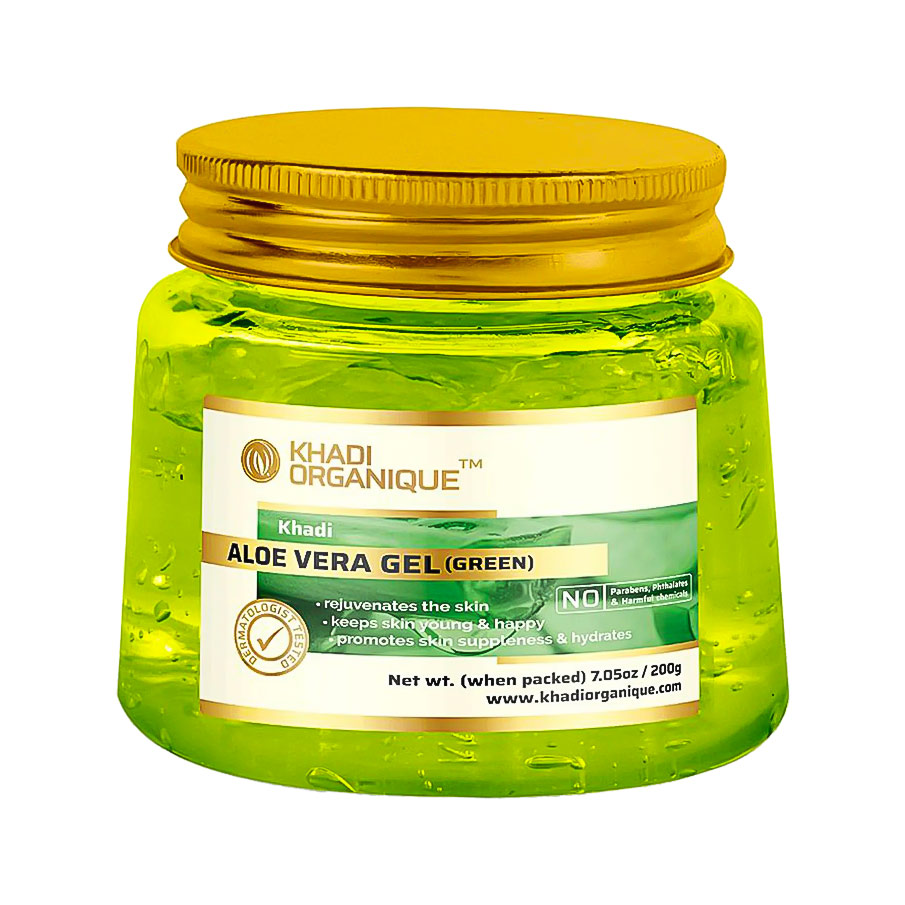 KHADI
ORGANIQUE™
Khadi
ALOE VERA GEL (GREEN)
• rejuvenates the skin
• keeps skin young & happy
• promotes skin suppleness & hydrates
NO Parabens, Phthalates
& Harmful chemicals
DERMATOLOGIST TESTED
Net wt. (when packed) 7.05oz / 200g
www.khadiorganique.com